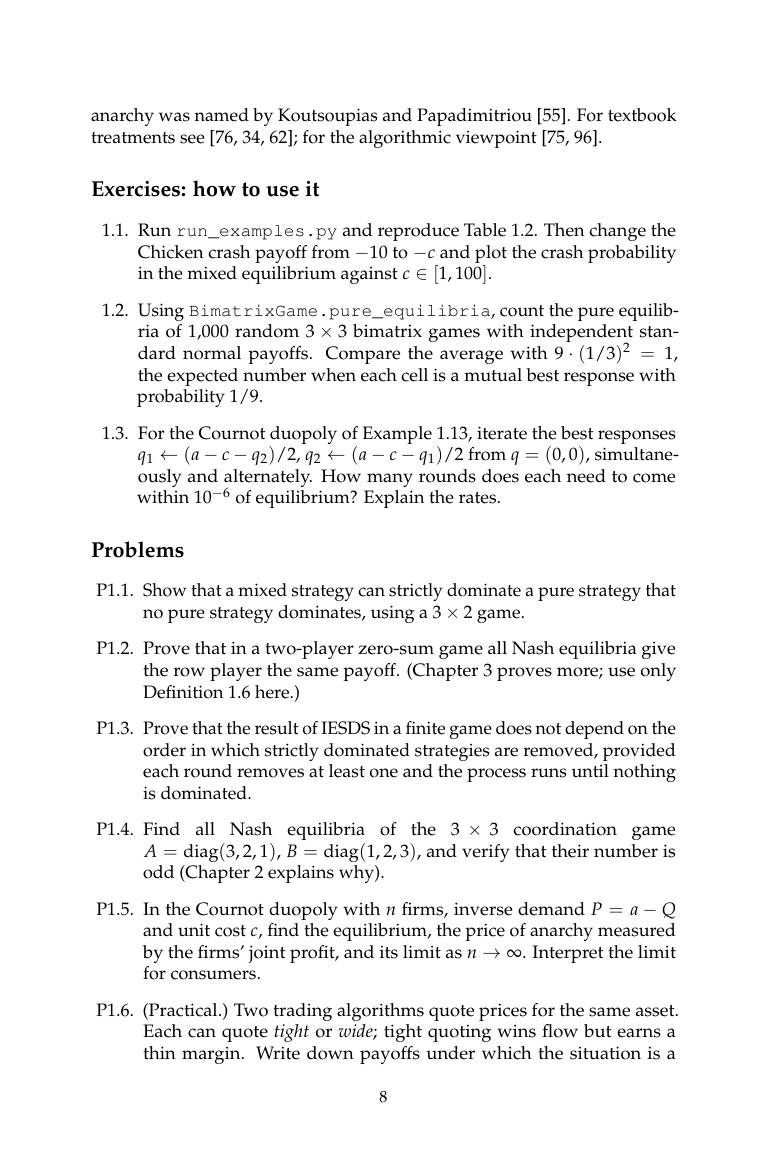 anarchy was named by Koutsoupias and Papadimitriou [55]. For textbook
treatments see [76, 34, 62]; for the algorithmic viewpoint [75, 96].
Exercises: how to use it
1.1. Run run_examples.py and reproduce Table 1.2. Then change the
Chicken crash payoff from −10 to −c and plot the crash probability
in the mixed equilibrium against c ∈ [1, 100].
1.2. Using BimatrixGame.pure_equilibria, count the pure equilib-
ria of 1,000 random 3 × 3 bimatrix games with independent stan-
dard normal payoffs. Compare the average with 9 · (1/3)² = 1,
the expected number when each cell is a mutual best response with
probability 1/9.
1.3. For the Cournot duopoly of Example 1.13, iterate the best responses
q₁ ← (a − c − q₂)/2, q₂ ← (a − c − q₁)/2 from q = (0, 0), simultane-
ously and alternately. How many rounds does each need to come
within 10⁻⁶ of equilibrium? Explain the rates.
Problems
P1.1. Show that a mixed strategy can strictly dominate a pure strategy that
no pure strategy dominates, using a 3 × 2 game.
P1.2. Prove that in a two-player zero-sum game all Nash equilibria give
the row player the same payoff. (Chapter 3 proves more; use only
Definition 1.6 here.)
P1.3. Prove that the result of IESDS in a finite game does not depend on the
order in which strictly dominated strategies are removed, provided
each round removes at least one and the process runs until nothing
is dominated.
P1.4. Find all Nash equilibria of the 3 × 3 coordination game
A = diag(3, 2, 1), B = diag(1, 2, 3), and verify that their number is
odd (Chapter 2 explains why).
P1.5. In the Cournot duopoly with n firms, inverse demand P = a − Q
and unit cost c, find the equilibrium, the price of anarchy measured
by the firms’ joint profit, and its limit as n → ∞. Interpret the limit
for consumers.
P1.6. (Practical.) Two trading algorithms quote prices for the same asset.
Each can quote tight or wide; tight quoting wins flow but earns a
thin margin. Write down payoffs under which the situation is a
8